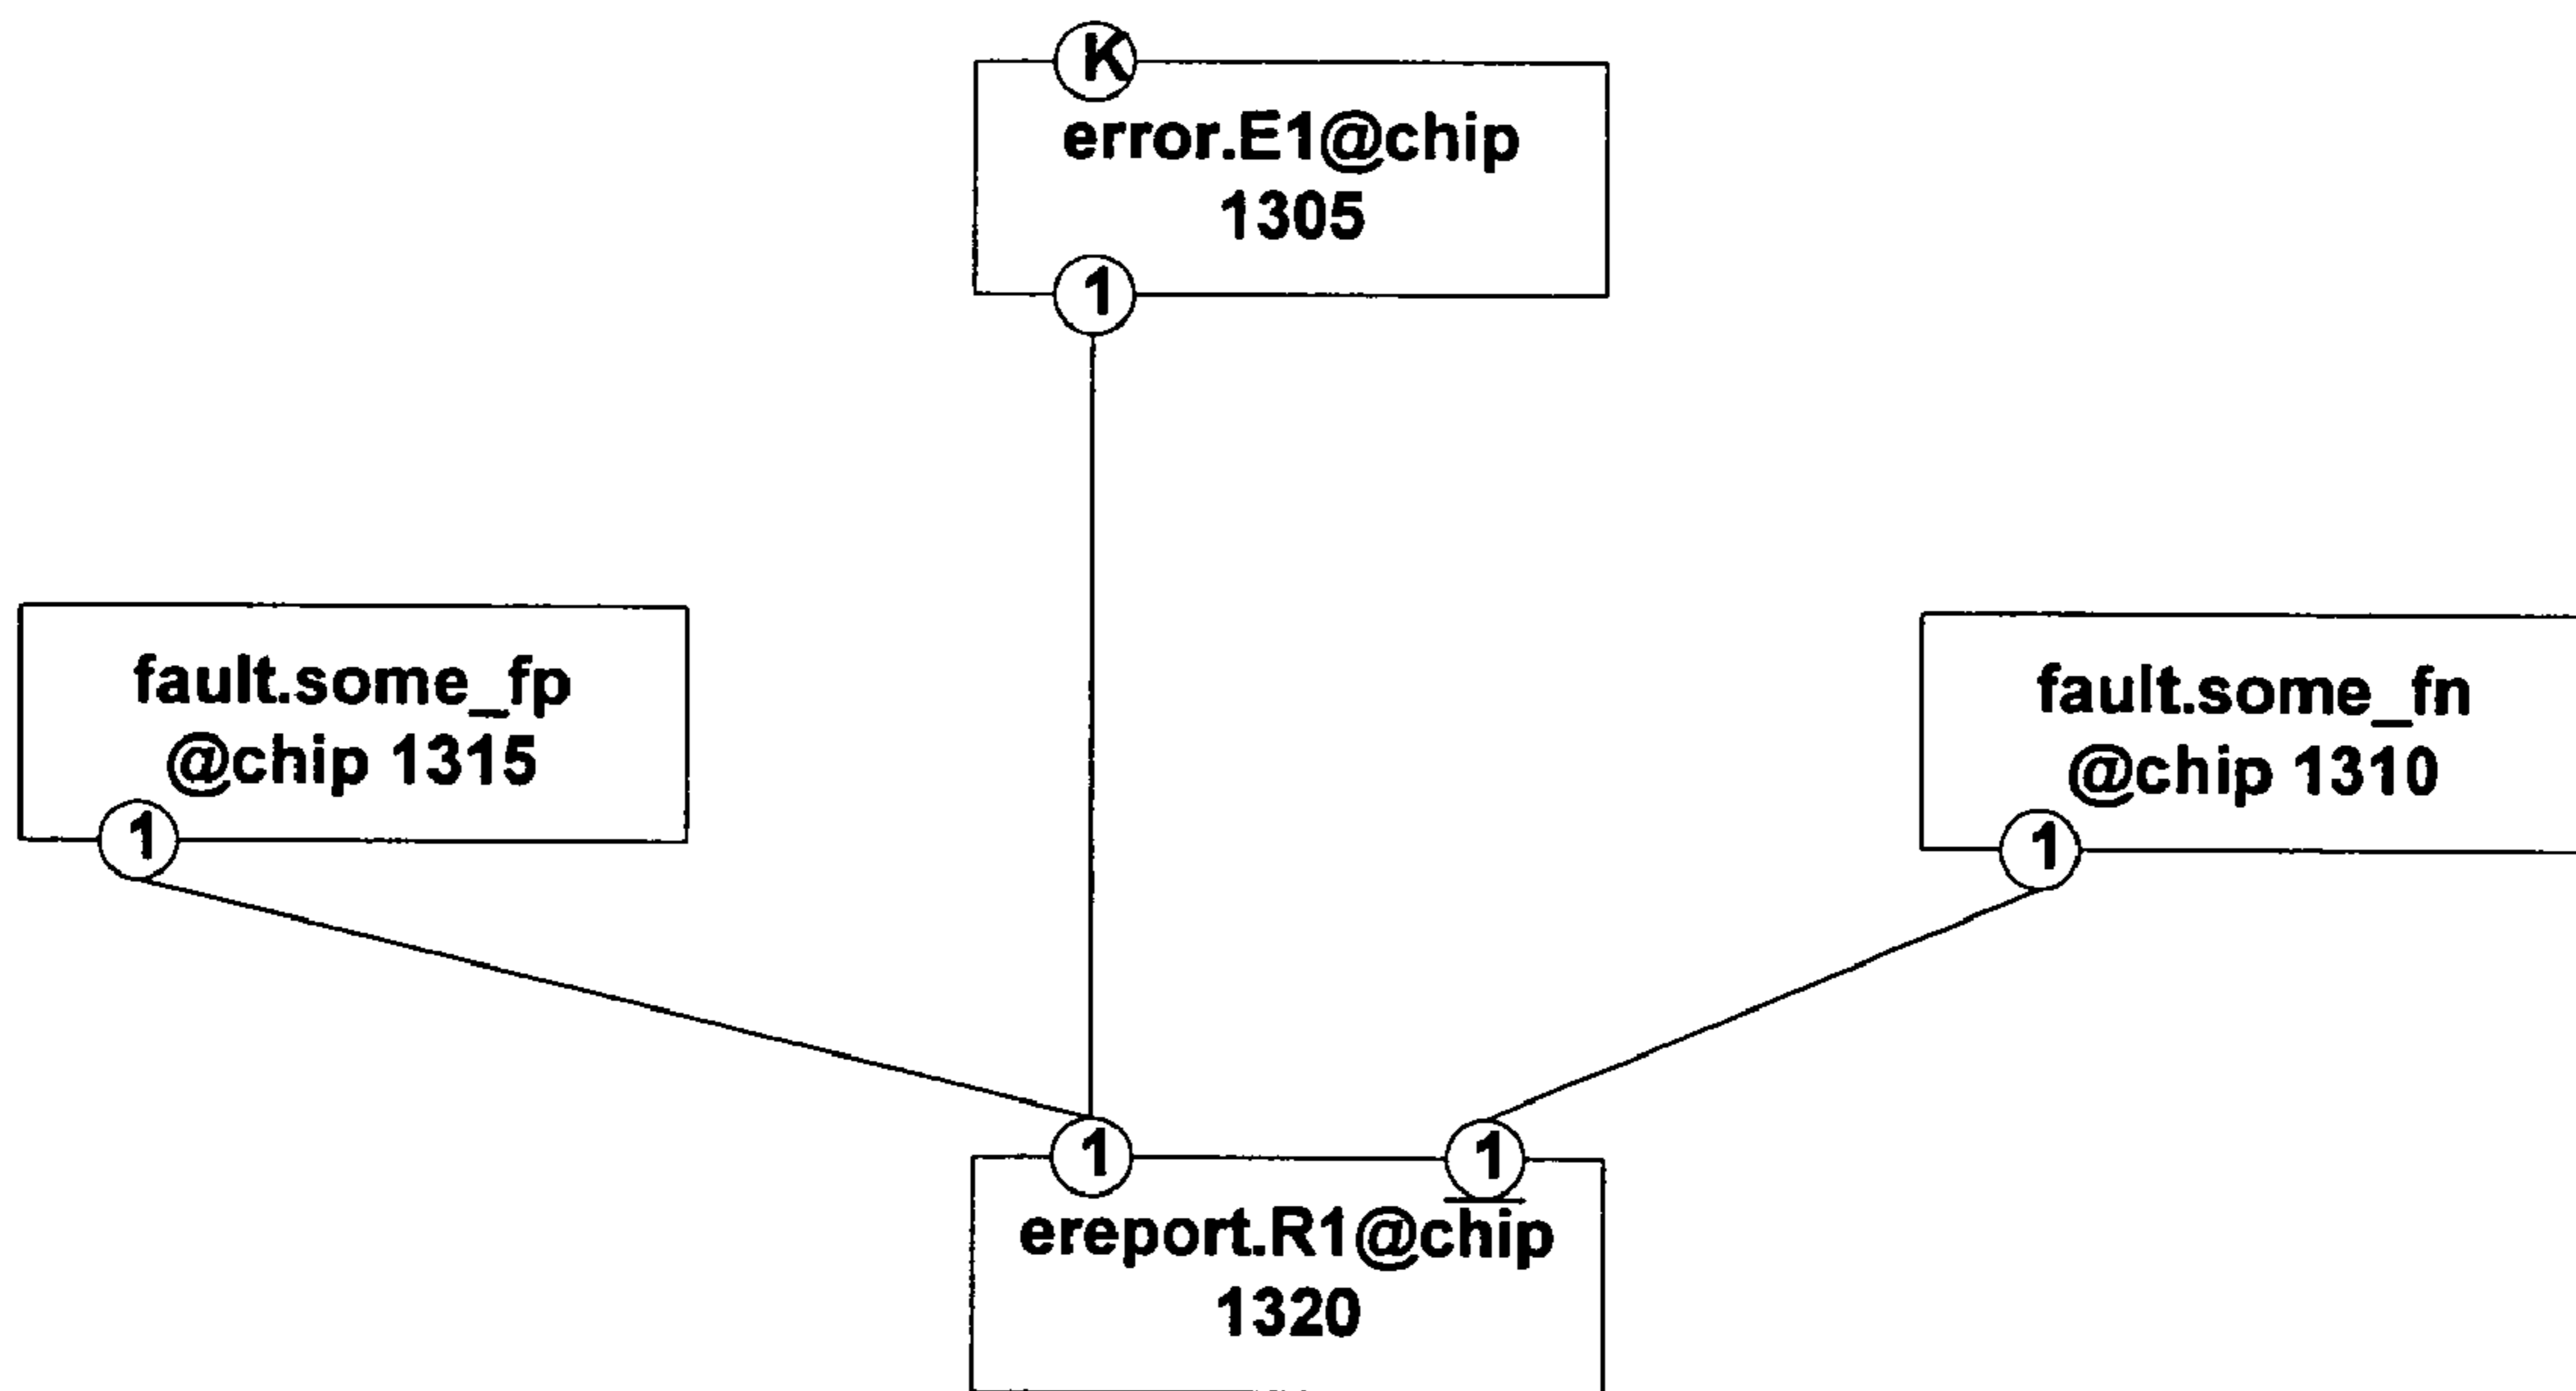 K
error.E1@chip
1305
1
fault.some_fp
@chip 1315
1
fault.some_fn
@chip 1310
1
1
1
ereport.R1@chip
1320